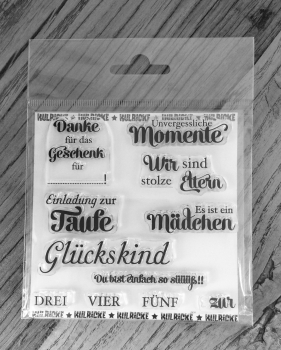 KULRICKE ★ KULRICKE ★ KULRICKE
Danke
für das
Geschenk
für
!
Unvergessliche
Momente
Wir sind
stolze Eltern
Einladung zur
Taufe
Es ist ein
Mädchen
Glückskind
Du bist einfach so süüüß!!
DREI VIER FÜNF zur
KULRICKE ★ KULRICKE ★ KULRICKE